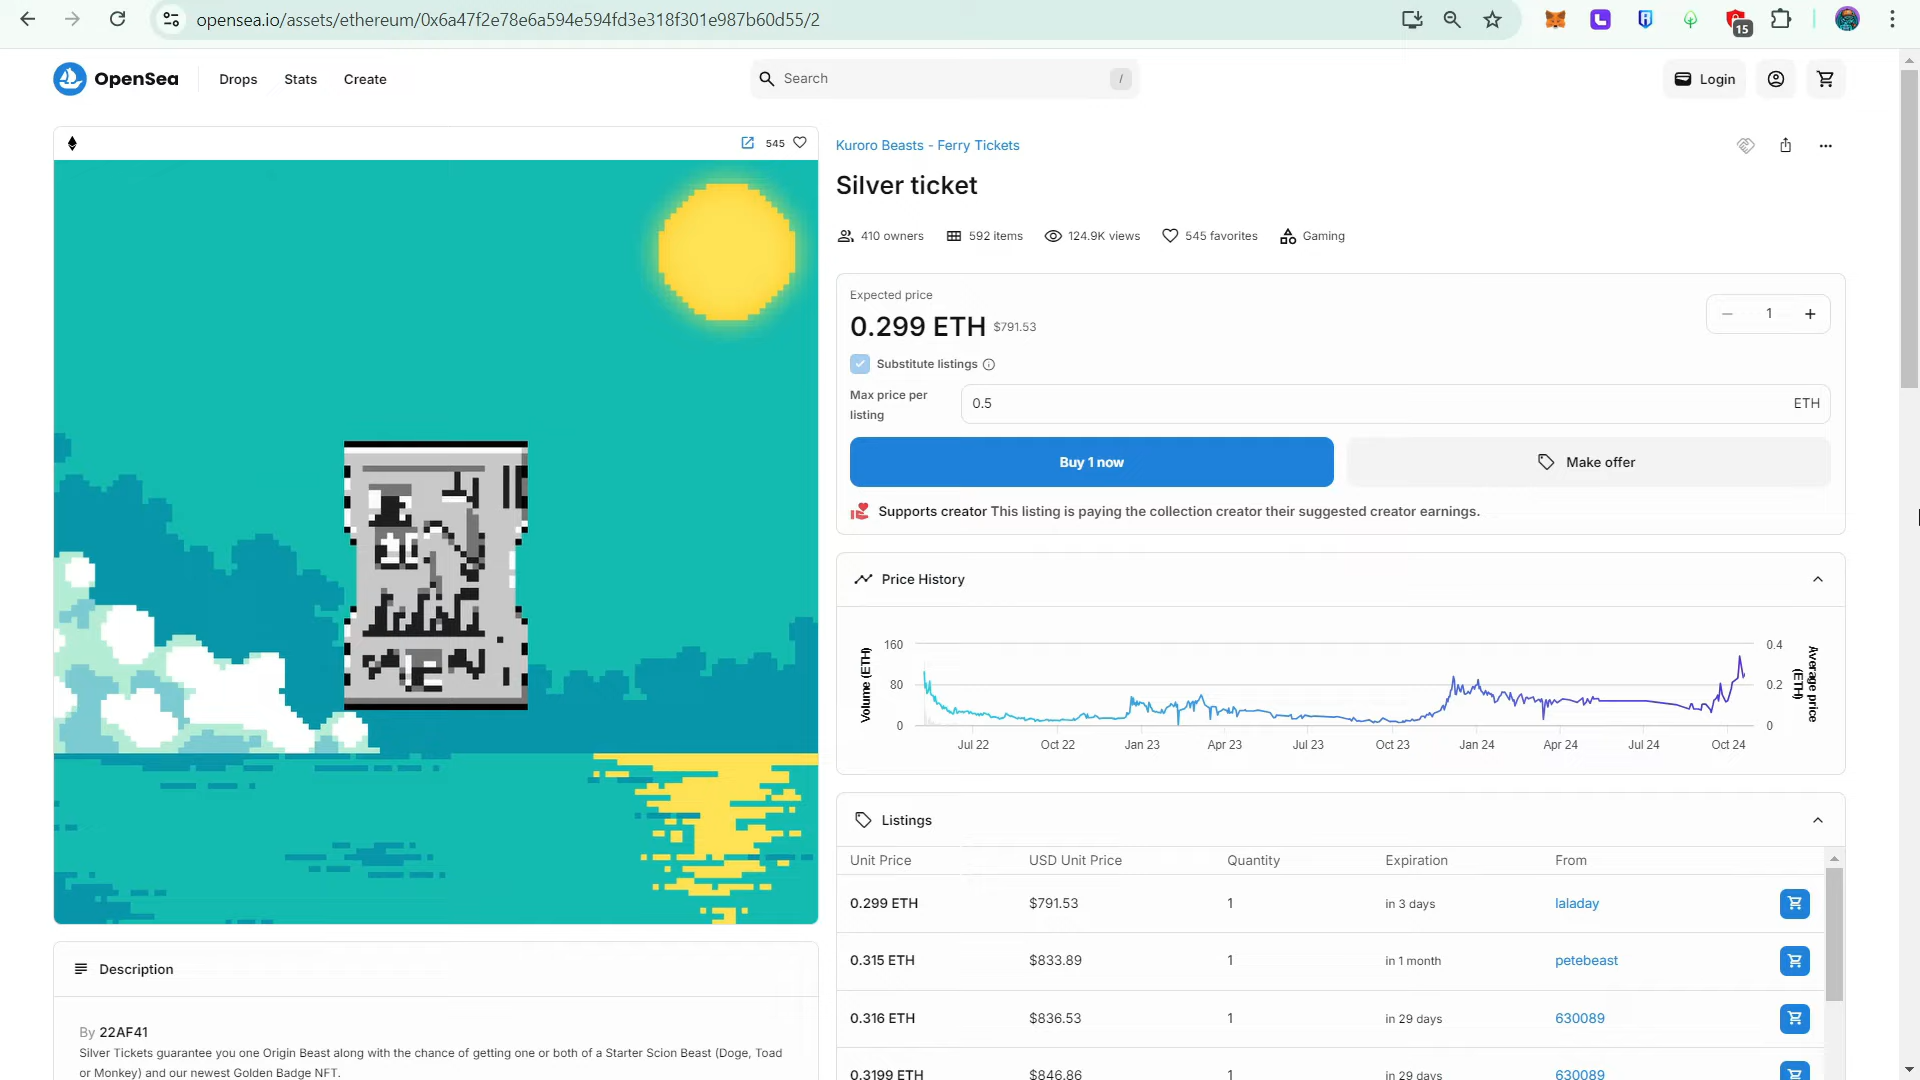 opensea.io/assets/ethereum/0x6a47f2e78e6a594e594fd3e318f301e987b60d55/2
15
OpenSea
Drops
Stats
Create
Search
/
Login
545
Kuroro Beasts - Ferry Tickets
Silver ticket
410 owners
592 items
124.9K views
545 favorites
Gaming
Expected price
0.299 ETH $791.53
1
Substitute listings
Max price per
listing
0.5
ETH
Buy 1 now
Make offer
Supports creator This listing is paying the collection creator their suggested creator earnings.
Price History
Volume (ETH)
160
80
0
0.4
0.2
0
Average price
(ETH)
Jul 22
Oct 22
Jan 23
Apr 23
Jul 23
Oct 23
Jan 24
Apr 24
Jul 24
Oct 24
Listings
Unit Price
USD Unit Price
Quantity
Expiration
From
0.299 ETH
$791.53
1
in 3 days
laladay
0.315 ETH
$833.89
1
in 1 month
petebeast
0.316 ETH
$836.53
1
in 29 days
630089
0.3199 ETH
$846.86
1
in 29 days
630089
Description
By 22AF41
Silver Tickets guarantee you one Origin Beast along with the chance of getting one or both of a Starter Scion Beast (Doge, Toad
or Monkey) and our newest Golden Badge NFT.